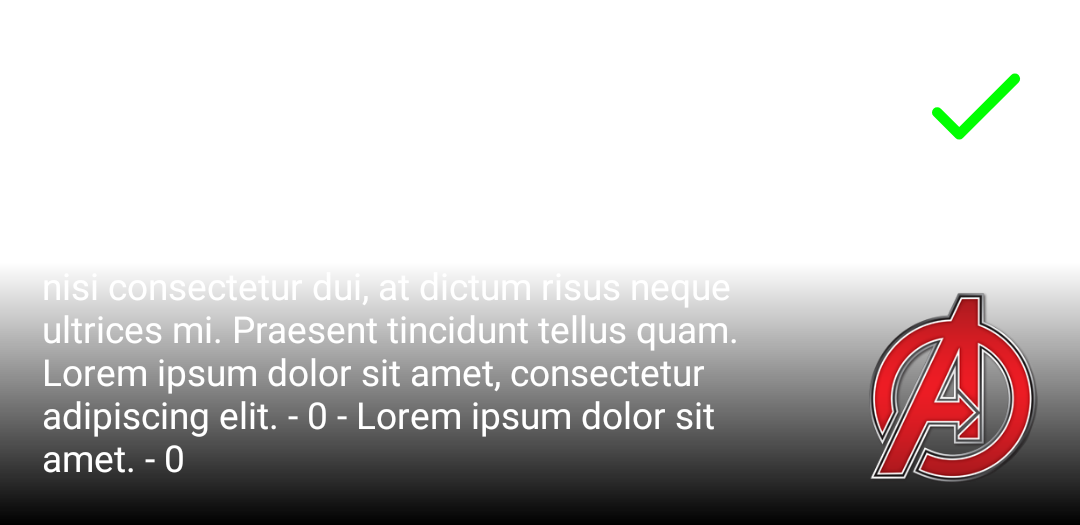 nisi consectetur dui, at dictum risus neque
ultrices mi. Praesent tincidunt tellus quam.
Lorem ipsum dolor sit amet, consectetur
adipiscing elit. - 0 - Lorem ipsum dolor sit
amet. - 0